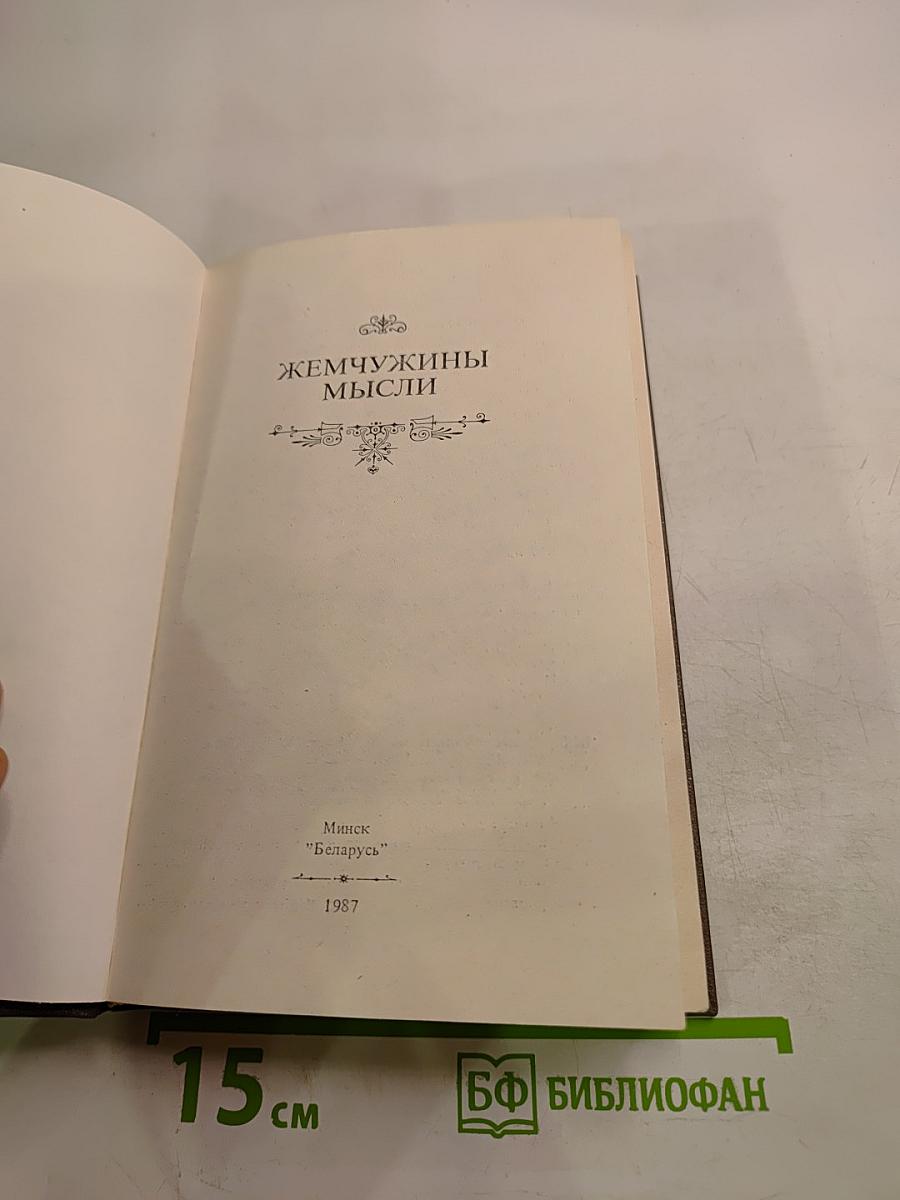 ЖЕМЧУЖИНЫ
МЫСЛИ
Минск
"Беларусь"
1987
15 см
БФ БИБЛИОФАН